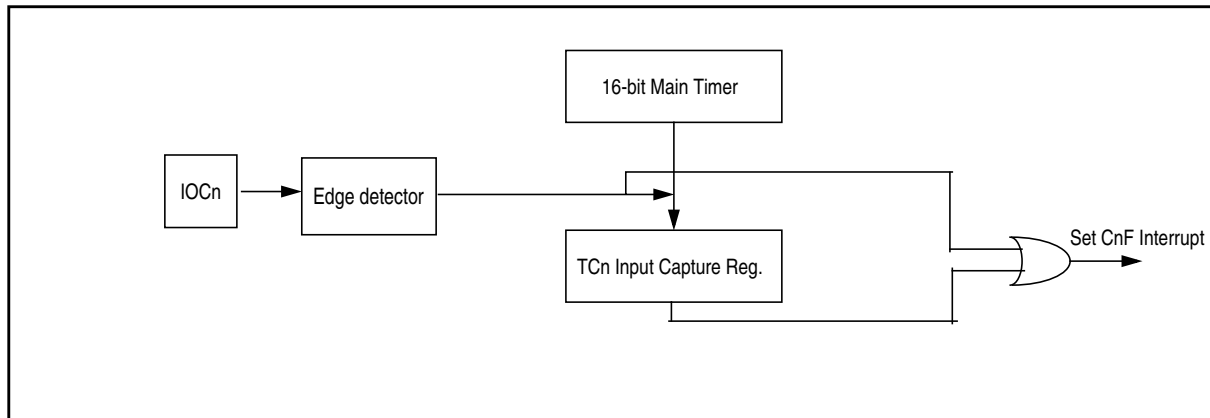 16-bit Main Timer
IOCn
Edge detector
TCn Input Capture Reg.
Set CnF Interrupt